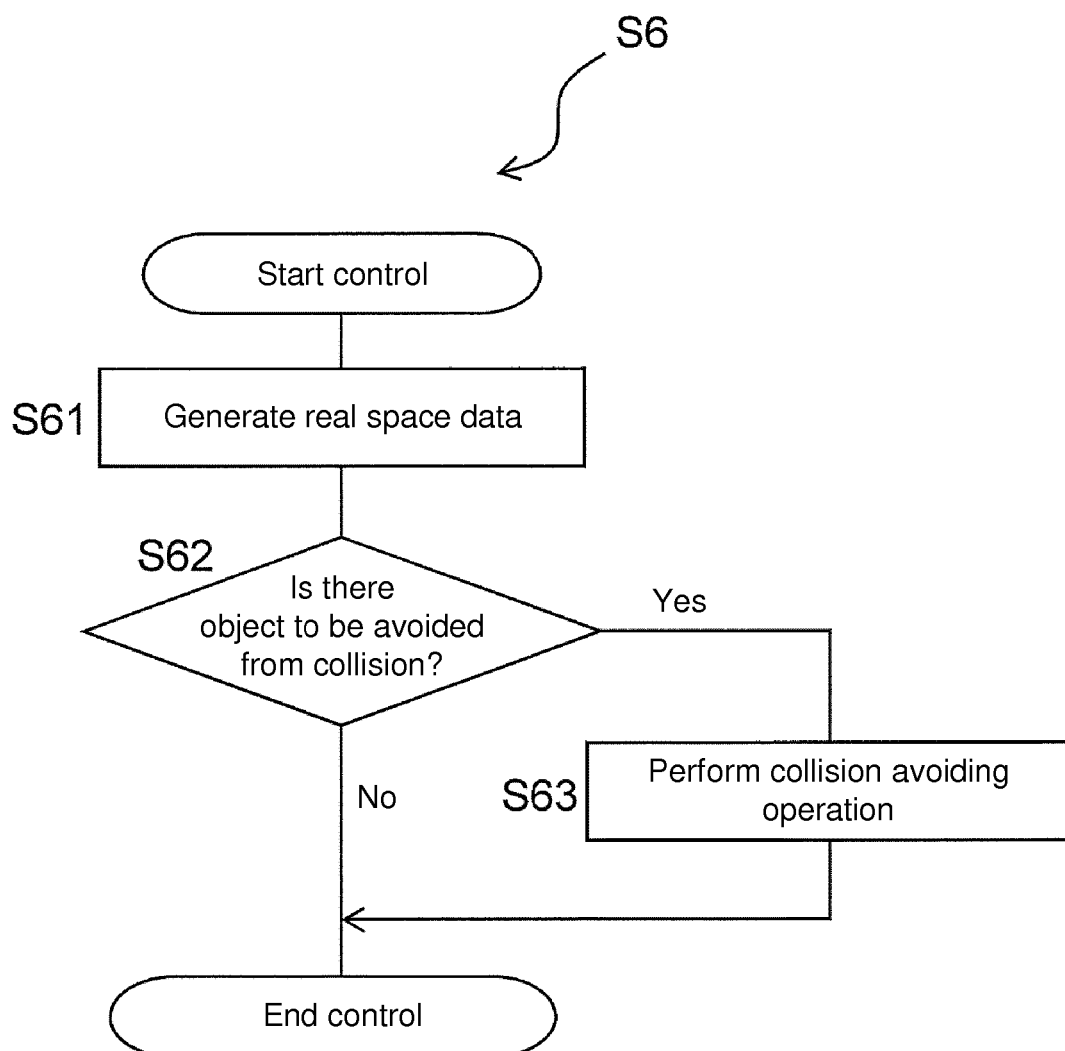 S6
Start control
S61
Generate real space data
S62
Is there
object to be avoided
from collision?
Yes
No
S63
Perform collision avoiding
operation
End control